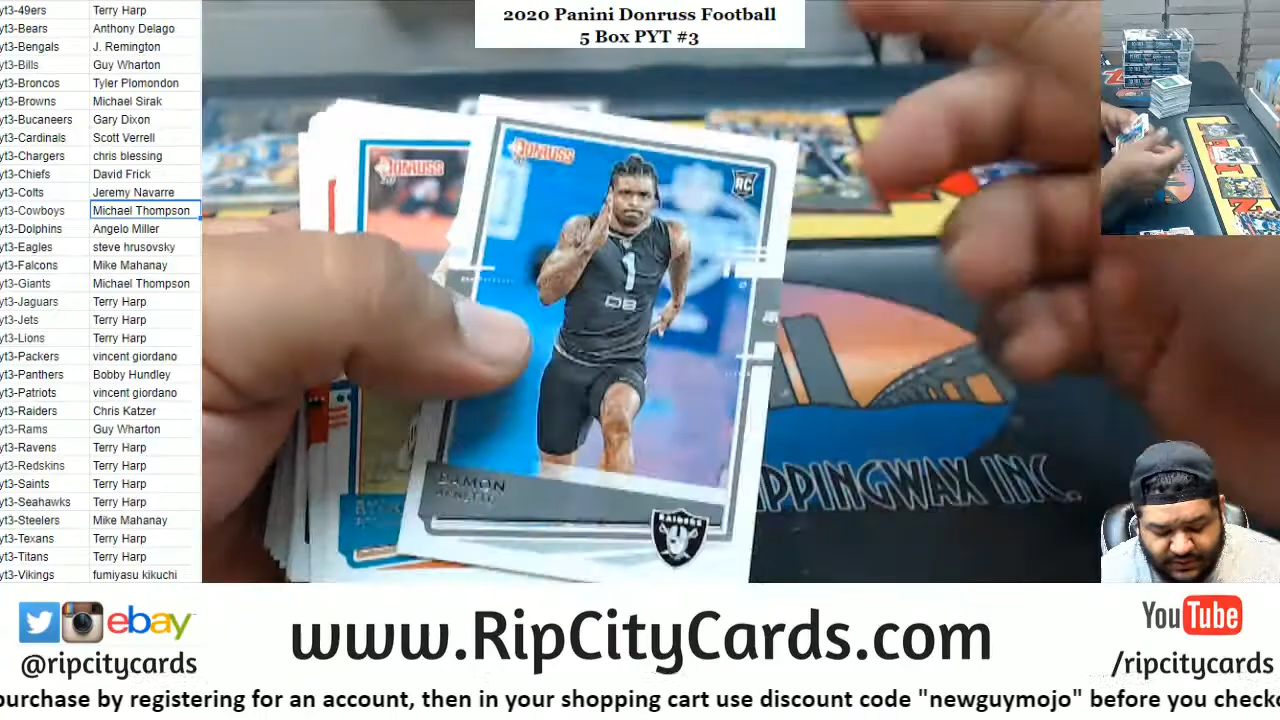 2020 Panini Donruss Football
5 Box PYT #3
yt3-49ers Terry Harp
yt3-Bears Anthony Delago
yt3-Bengals J. Remington
yt3-Bills Guy Wharton
yt3-Broncos Tyler Plomondon
yt3-Browns Michael Sirak
yt3-Bucaneers Gary Dixon
yt3-Cardinals Scott Verrell
yt3-Chargers chris blessing
yt3-Chiefs David Frick
yt3-Colts Jeremy Navarre
yt3-Cowboys Michael Thompson
yt3-Dolphins Angelo Miller
yt3-Eagles steve hrusovsky
yt3-Falcons Mike Mahanay
yt3-Giants Michael Thompson
yt3-Jaguars Terry Harp
yt3-Jets Terry Harp
yt3-Lions Terry Harp
yt3-Packers vincent giordano
yt3-Panthers Bobby Hundley
yt3-Patriots vincent giordano
yt3-Raiders Chris Katzer
yt3-Rams Guy Wharton
yt3-Ravens Terry Harp
yt3-Redskins Terry Harp
yt3-Saints Terry Harp
yt3-Seahawks Terry Harp
yt3-Steelers Mike Mahanay
yt3-Texans Terry Harp
yt3-Titans Terry Harp
yt3-Vikings fumiyasu kikuchi
DONRUSS
DONRUSS
RC
1
DB
DAMON
ARNETTE
RAIDERS
IPPINGWAX INC.
ebay
@ripcitycards
www.RipCityCards.com
YouTube
/ripcitycards
purchase by registering for an account, then in your shopping cart use discount code "newguymojo" before you checko